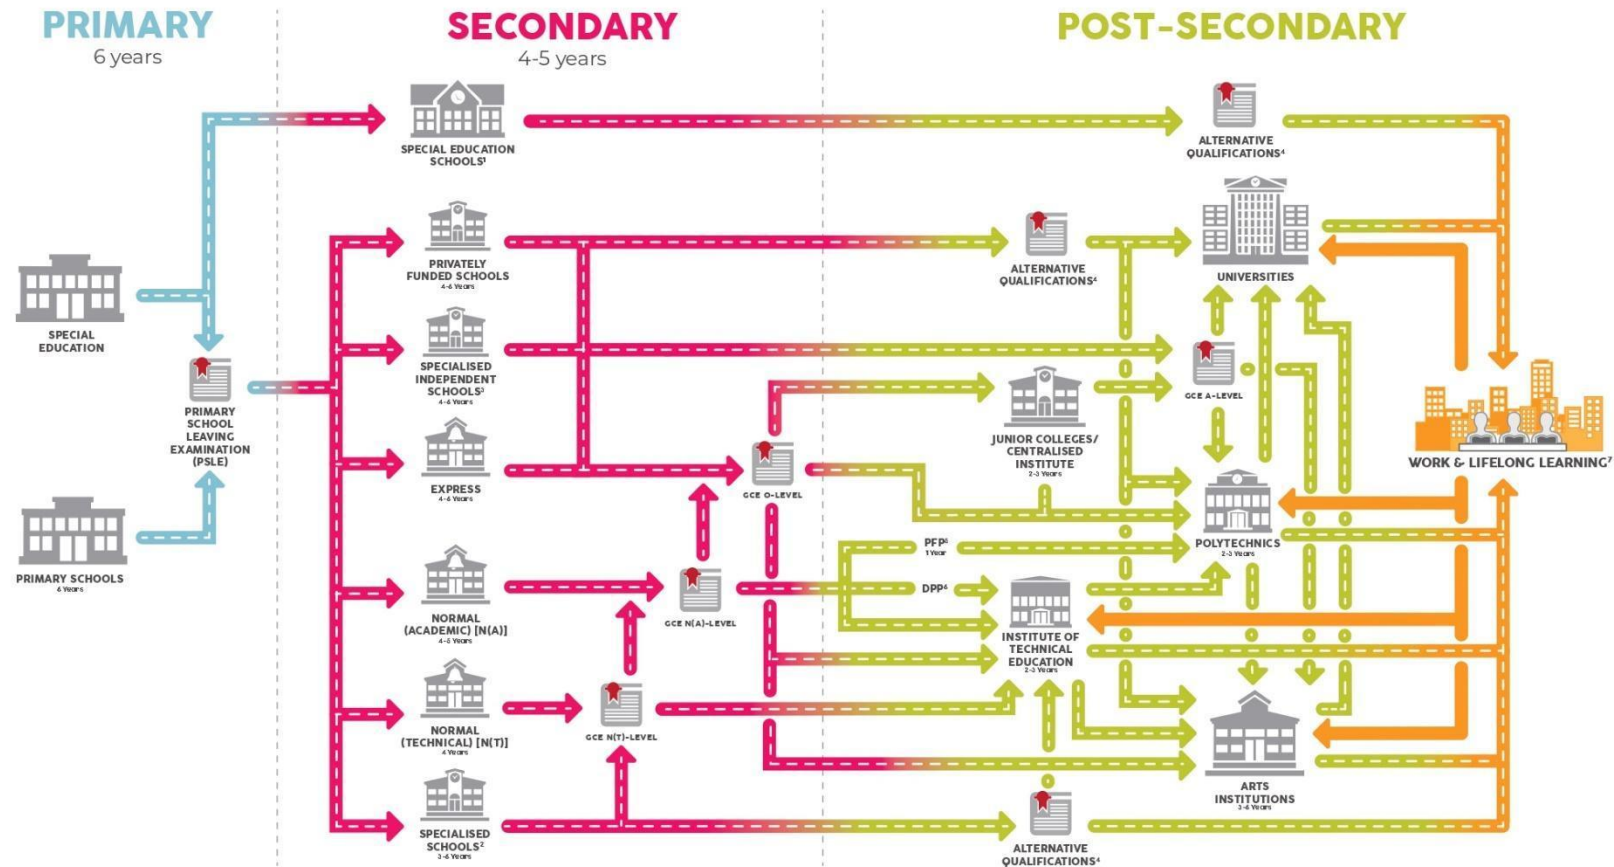 PRIMARY
6 years
SECONDARY
4-5 years
POST-SECONDARY
SPECIAL
EDUCATION
PRIMARY
SCHOOL
LEAVING
EXAMINATION
(PSLE)
PRIMARY SCHOOLS
6 Years
SPECIAL EDUCATION
SCHOOLS¹
PRIVATELY
FUNDED SCHOOLS
4-6 Years
SPECIALISED
INDEPENDENT
SCHOOLS³
4-6 Years
EXPRESS
4-6 Years
NORMAL
(ACADEMIC) [N(A)]
4-5 Years
NORMAL
(TECHNICAL) [N(T)]
4 Years
SPECIALISED
SCHOOLS²
3-6 Years
GCE O-LEVEL
GCE N(A)-LEVEL
GCE N(T)-LEVEL
ALTERNATIVE
QUALIFICATIONS⁴
ALTERNATIVE
QUALIFICATIONS⁴
UNIVERSITIES
GCE A-LEVEL
JUNIOR COLLEGES/
CENTRALISED
INSTITUTE
2-3 Years
POLYTECHNICS
2-3 Years
PFP⁵
1 Year
DPP⁶
INSTITUTE OF
TECHNICAL
EDUCATION
2-3 Years
ARTS
INSTITUTIONS
3-6 Years
ALTERNATIVE
QUALIFICATIONS⁴
WORK & LIFELONG LEARNING⁷